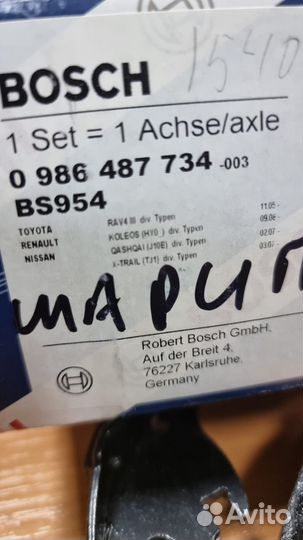 1540
BOSCH
1 Set = 1 Achse/axle
0 986 487 734 -003
BS954
TOYOTA RAV4 III div. Typen 11.05 -
RENAULT KOLEOS (HY0_) div. Typen 09.08 -
NISSAN QASHQAI (J10E) div. Typen 02.07 -
X-TRAIL (T31) div. Typen 03.07 -
Robert Bosch GmbH,
Auf der Breit 4,
76227 Karlsruhe,
Germany
BOSCH
Avito